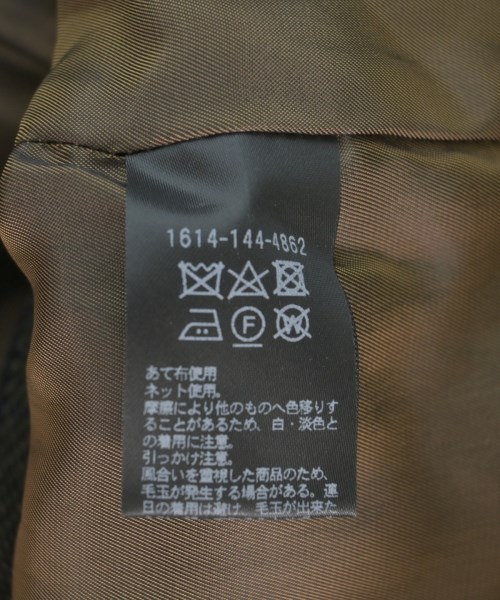 1614-144-4862
F
W
あて布使用
ネット使用。
摩擦により他のものへ色移りす
ることがあるため、白・淡色と
の着用に注意。
引っかけ注意。
風合いを重視した商品のため、
毛玉が発生する場合がある。連
日の着用は避け、毛玉が出来た